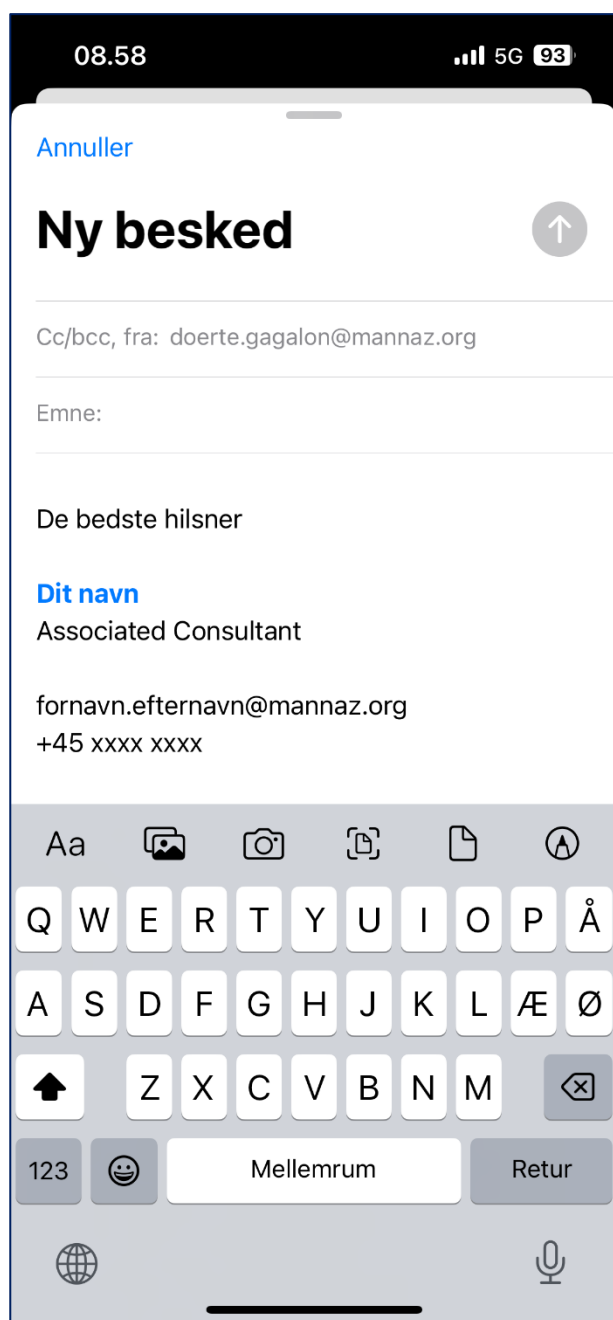 08.58 5G 93
Annuller
Ny besked
Cc/bcc, fra: doerte.gagalon@mannaz.org
Emne:
De bedste hilsner
Dit navn
Associated Consultant
fornavn.efternavn@mannaz.org
+45 xxxx xxxx
Aa
Q W E R T Y U I O P Å
A S D F G H J K L Æ Ø
Z X C V B N M
123 Mellemrum Retur